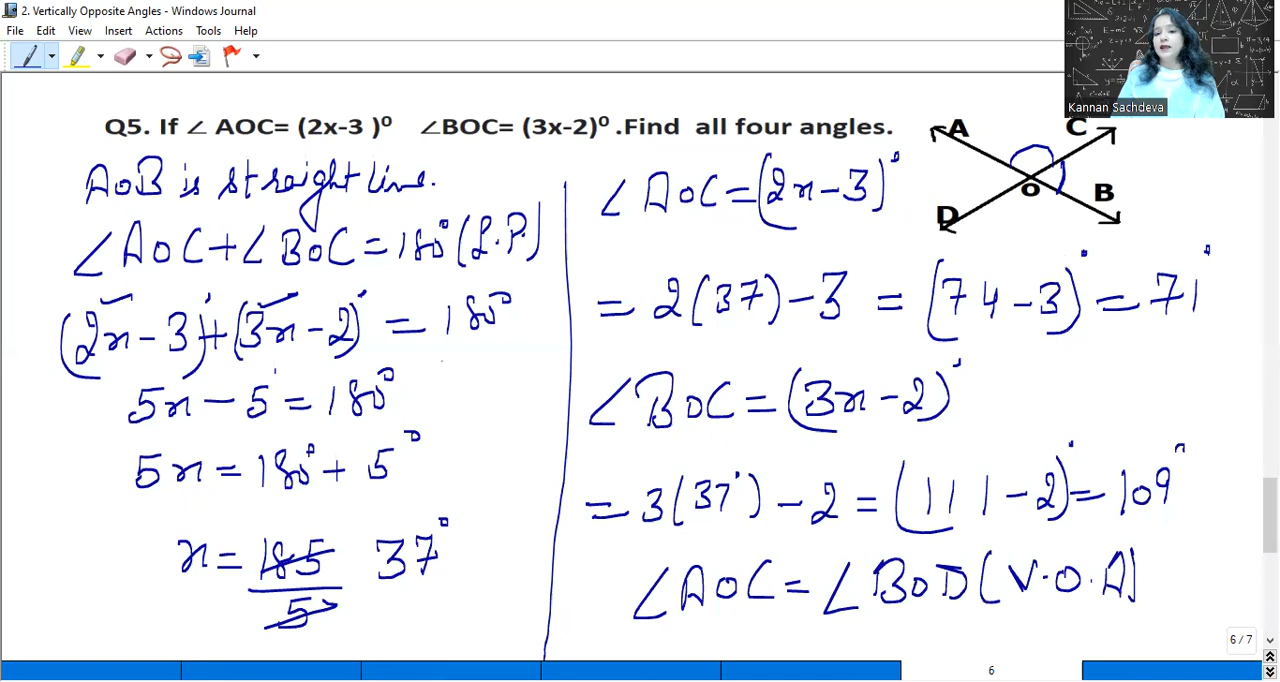 2. Vertically Opposite Angles - Windows Journal
File Edit View Insert Actions Tools Help
Kannan Sachdeva
Q5. If ∠ AOC= (2x-3 )⁰ ∠BOC= (3x-2)⁰ .Find all four angles.
A C
O B
D
AOB is straight line.
∠AOC+∠BOC=180°(L.P)
(2x-3)°+(3x-2)°=180°
5x-5°=180°
5x=180°+5°
x=185/5 37°
∠AOC=(2x-3)°
=2(37)-3=(74-3)°=71°
∠BOC=(3x-2)°
=3(37°)-2=(111-2)°=109°
∠AOC=∠BOD(V.O.A)
6 / 7
6